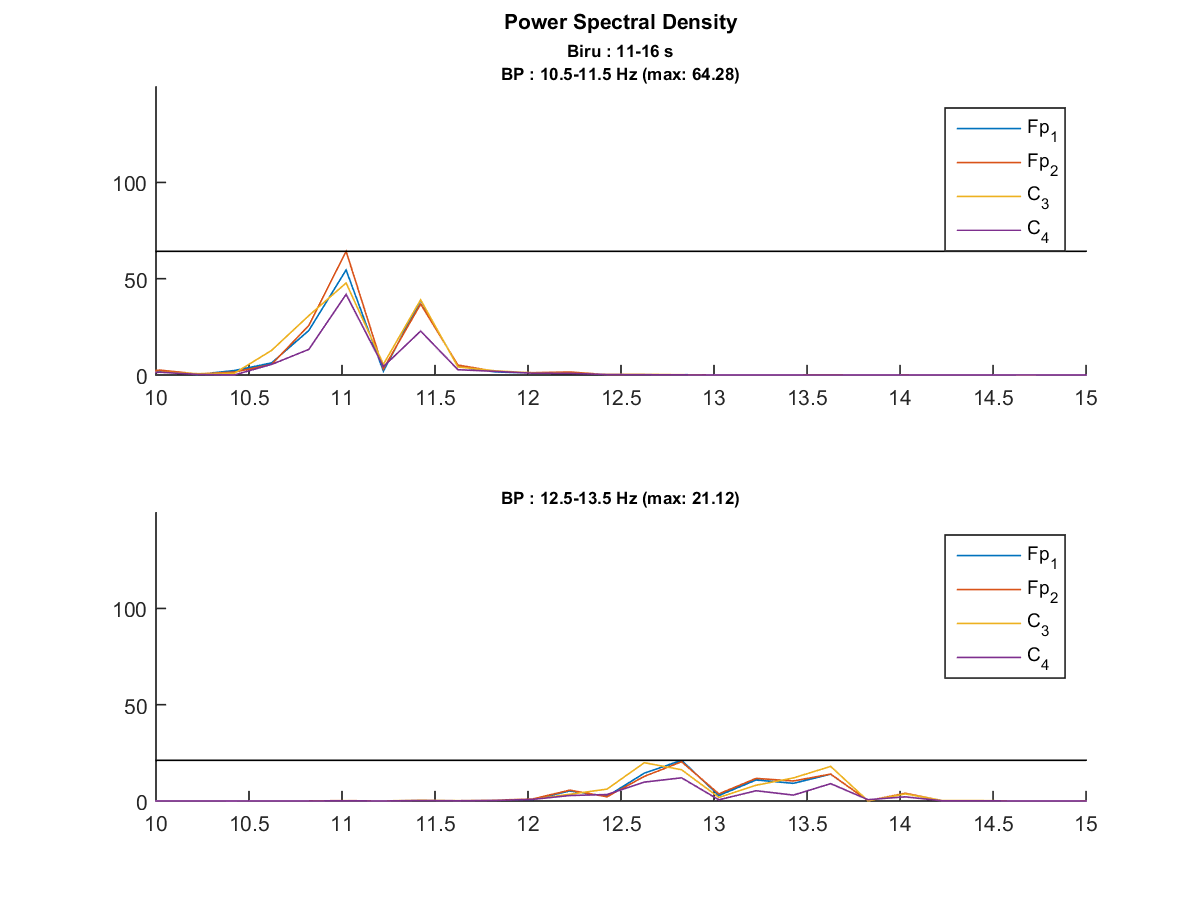 Power Spectral Density
Biru : 11-16 s
BP : 10.5-11.5 Hz (max: 64.28)
Fp1
Fp2
C3
C4
100
50
0
10 10.5 11 11.5 12 12.5 13 13.5 14 14.5 15
BP : 12.5-13.5 Hz (max: 21.12)
Fp1
Fp2
C3
C4
100
50
0
10 10.5 11 11.5 12 12.5 13 13.5 14 14.5 15